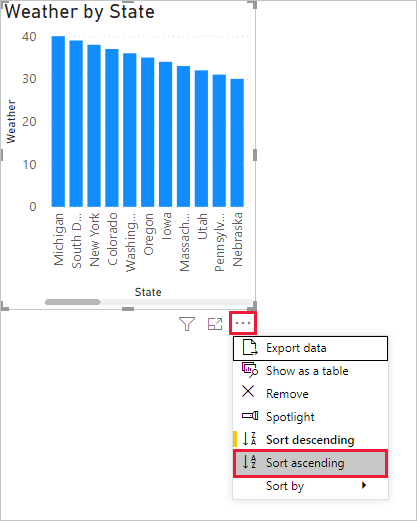 Weather by State
40
30
20
10
0
Weather
Michigan
South D...
New York
Colorado
Washing...
Oregon
Iowa
Massach...
Utah
Pennsylv...
Nebraska
State
Export data
Show as a table
Remove
Spotlight
Sort descending
Sort ascending
Sort by